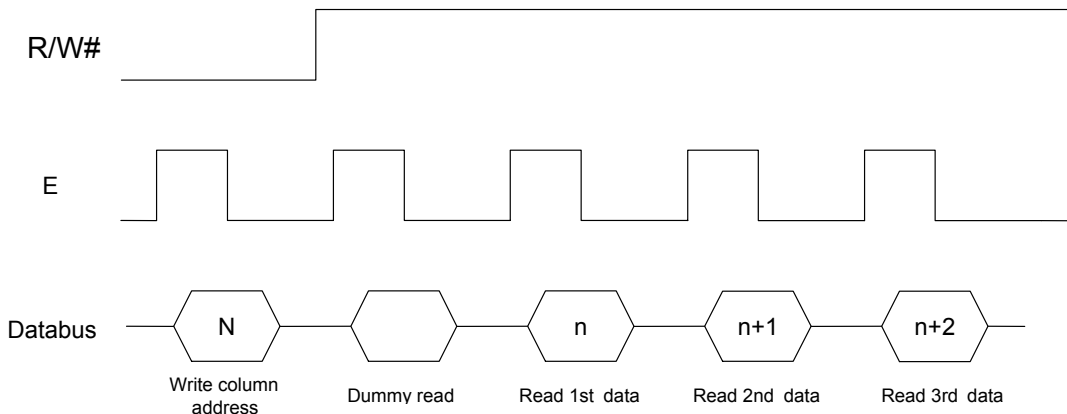 R/W#
E
Databus
N
n
n+1
n+2
Write column
address
Dummy read
Read 1st data
Read 2nd data
Read 3rd data